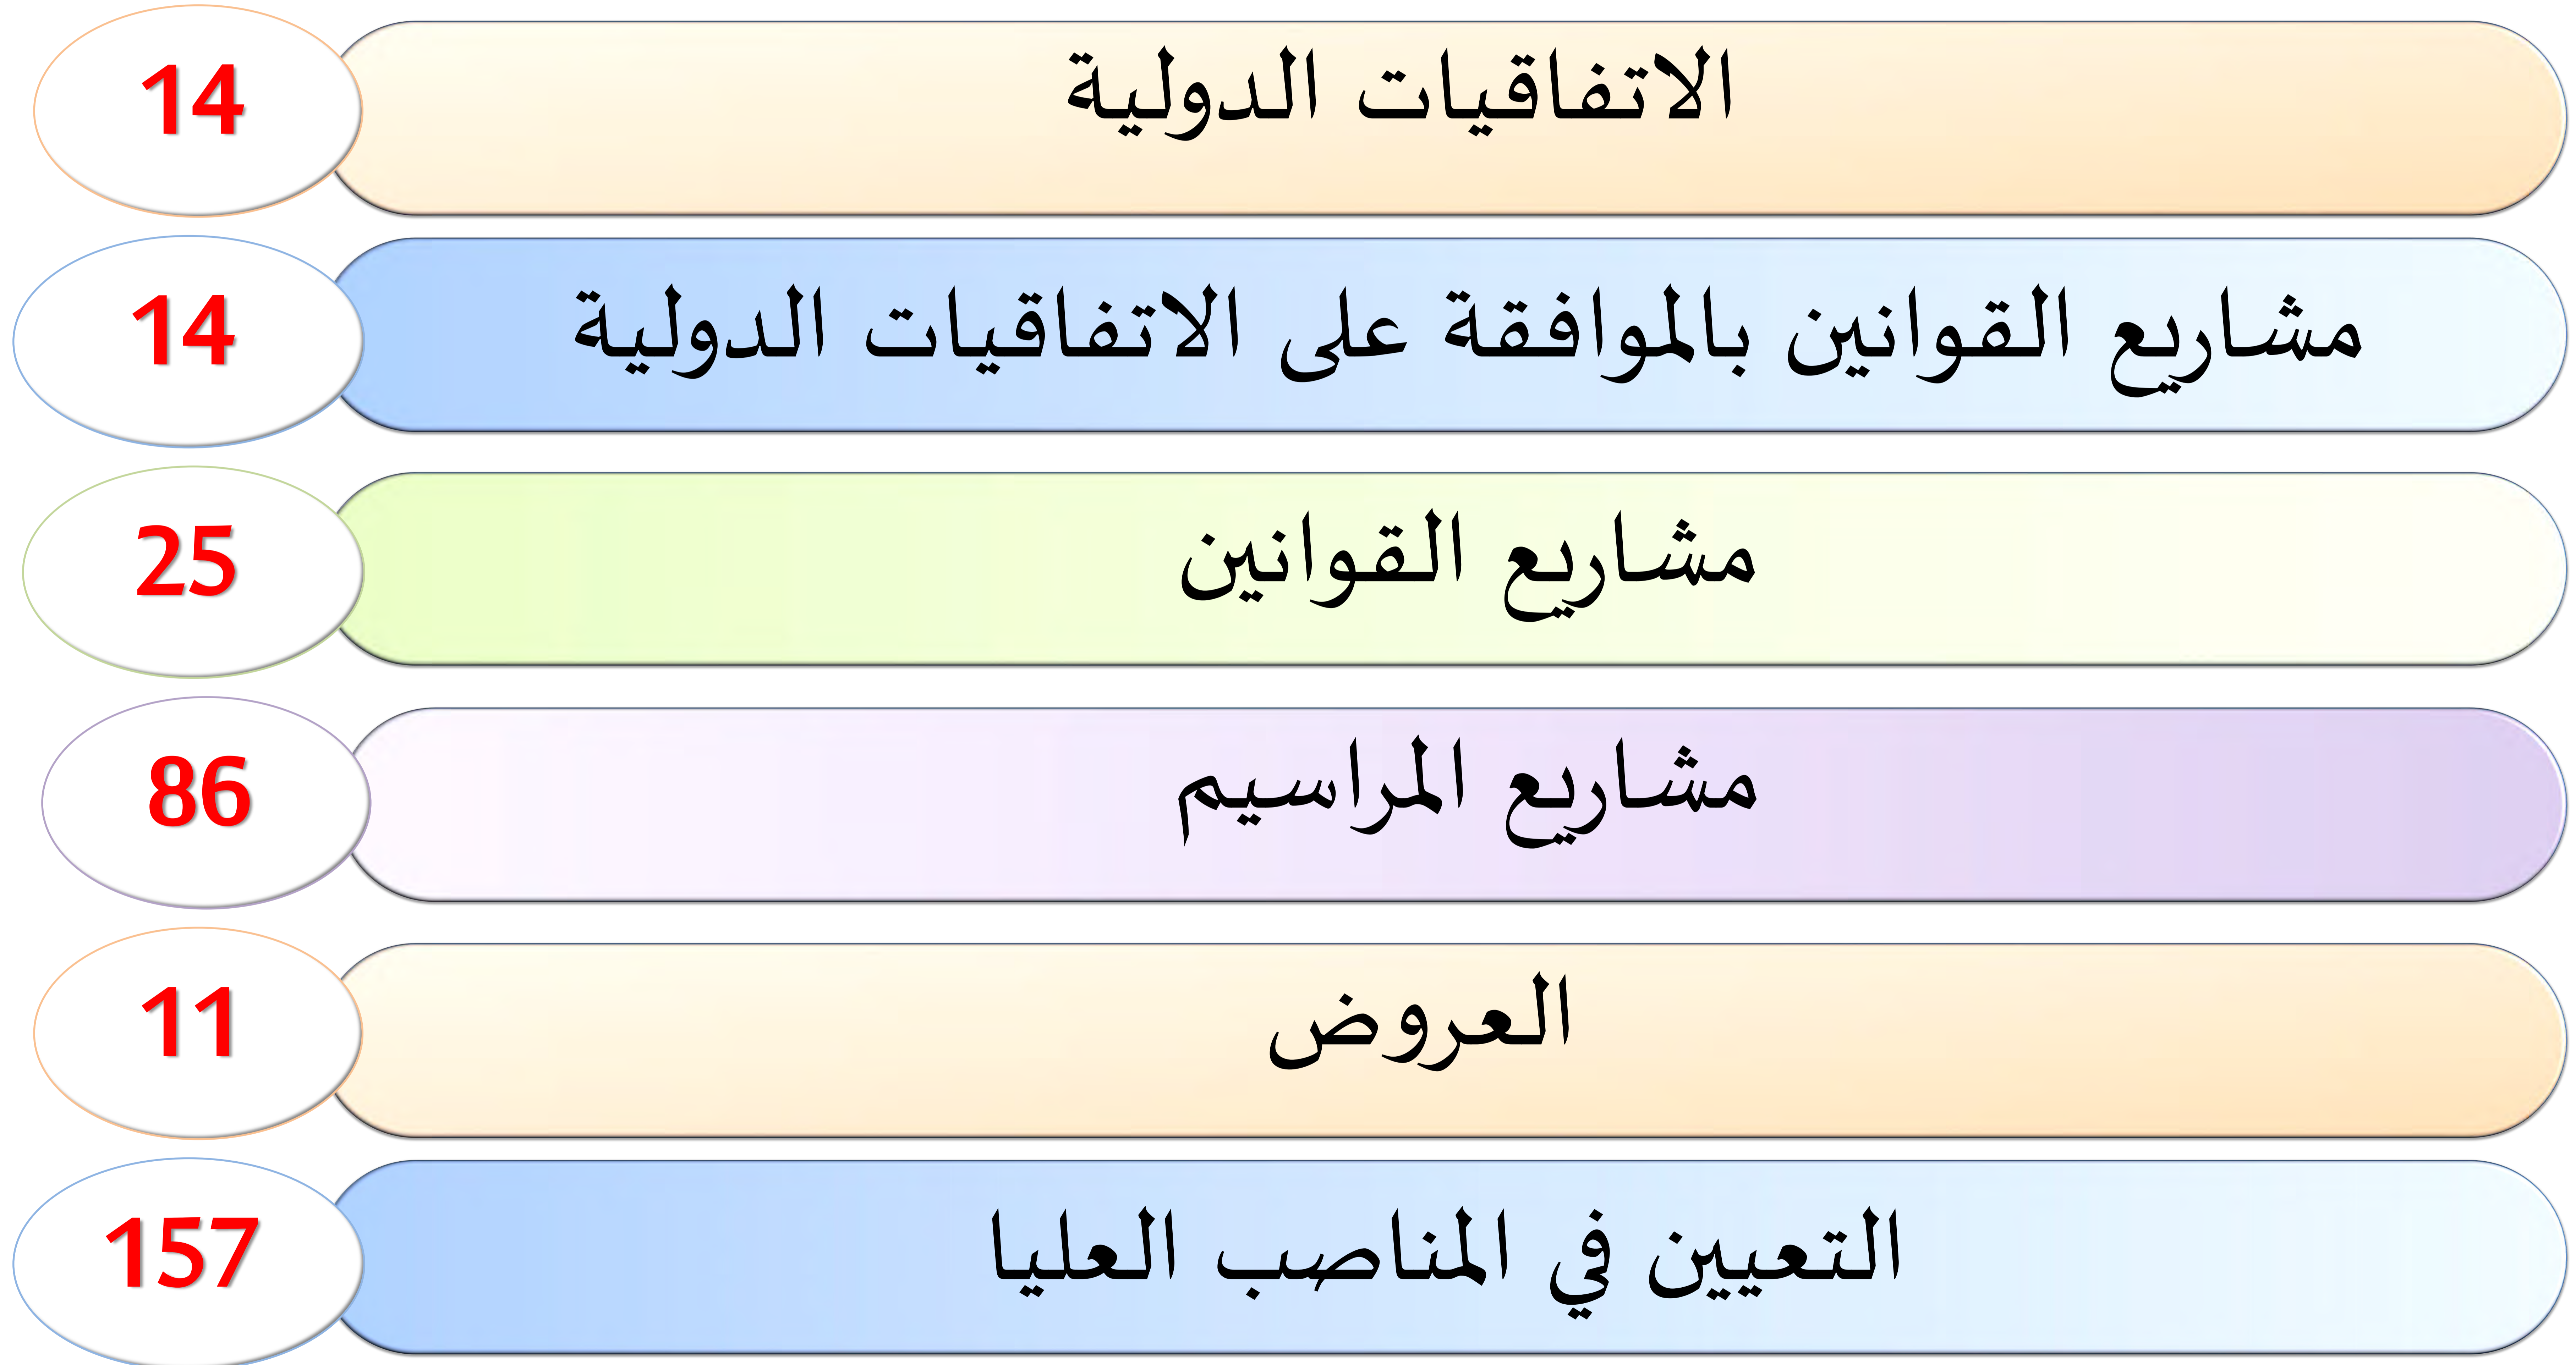 الاتفاقيات الدولية 14
مشاريع القوانين بالموافقة على الاتفاقيات الدولية 14
مشاريع القوانين 25
مشاريع المراسيم 86
العروض 11
التعيين في المناصب العليا 157